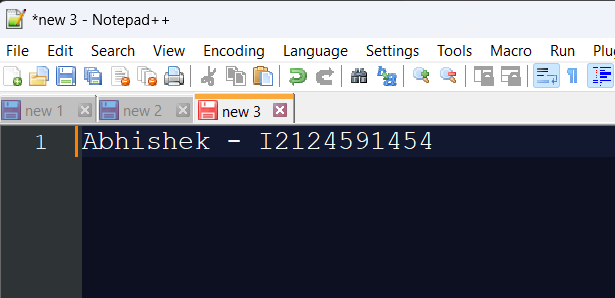 *new 3 - Notepad++
File Edit Search View Encoding Language Settings Tools Macro Run
new 1 new 2 new 3
1 Abhishek - I2124591454